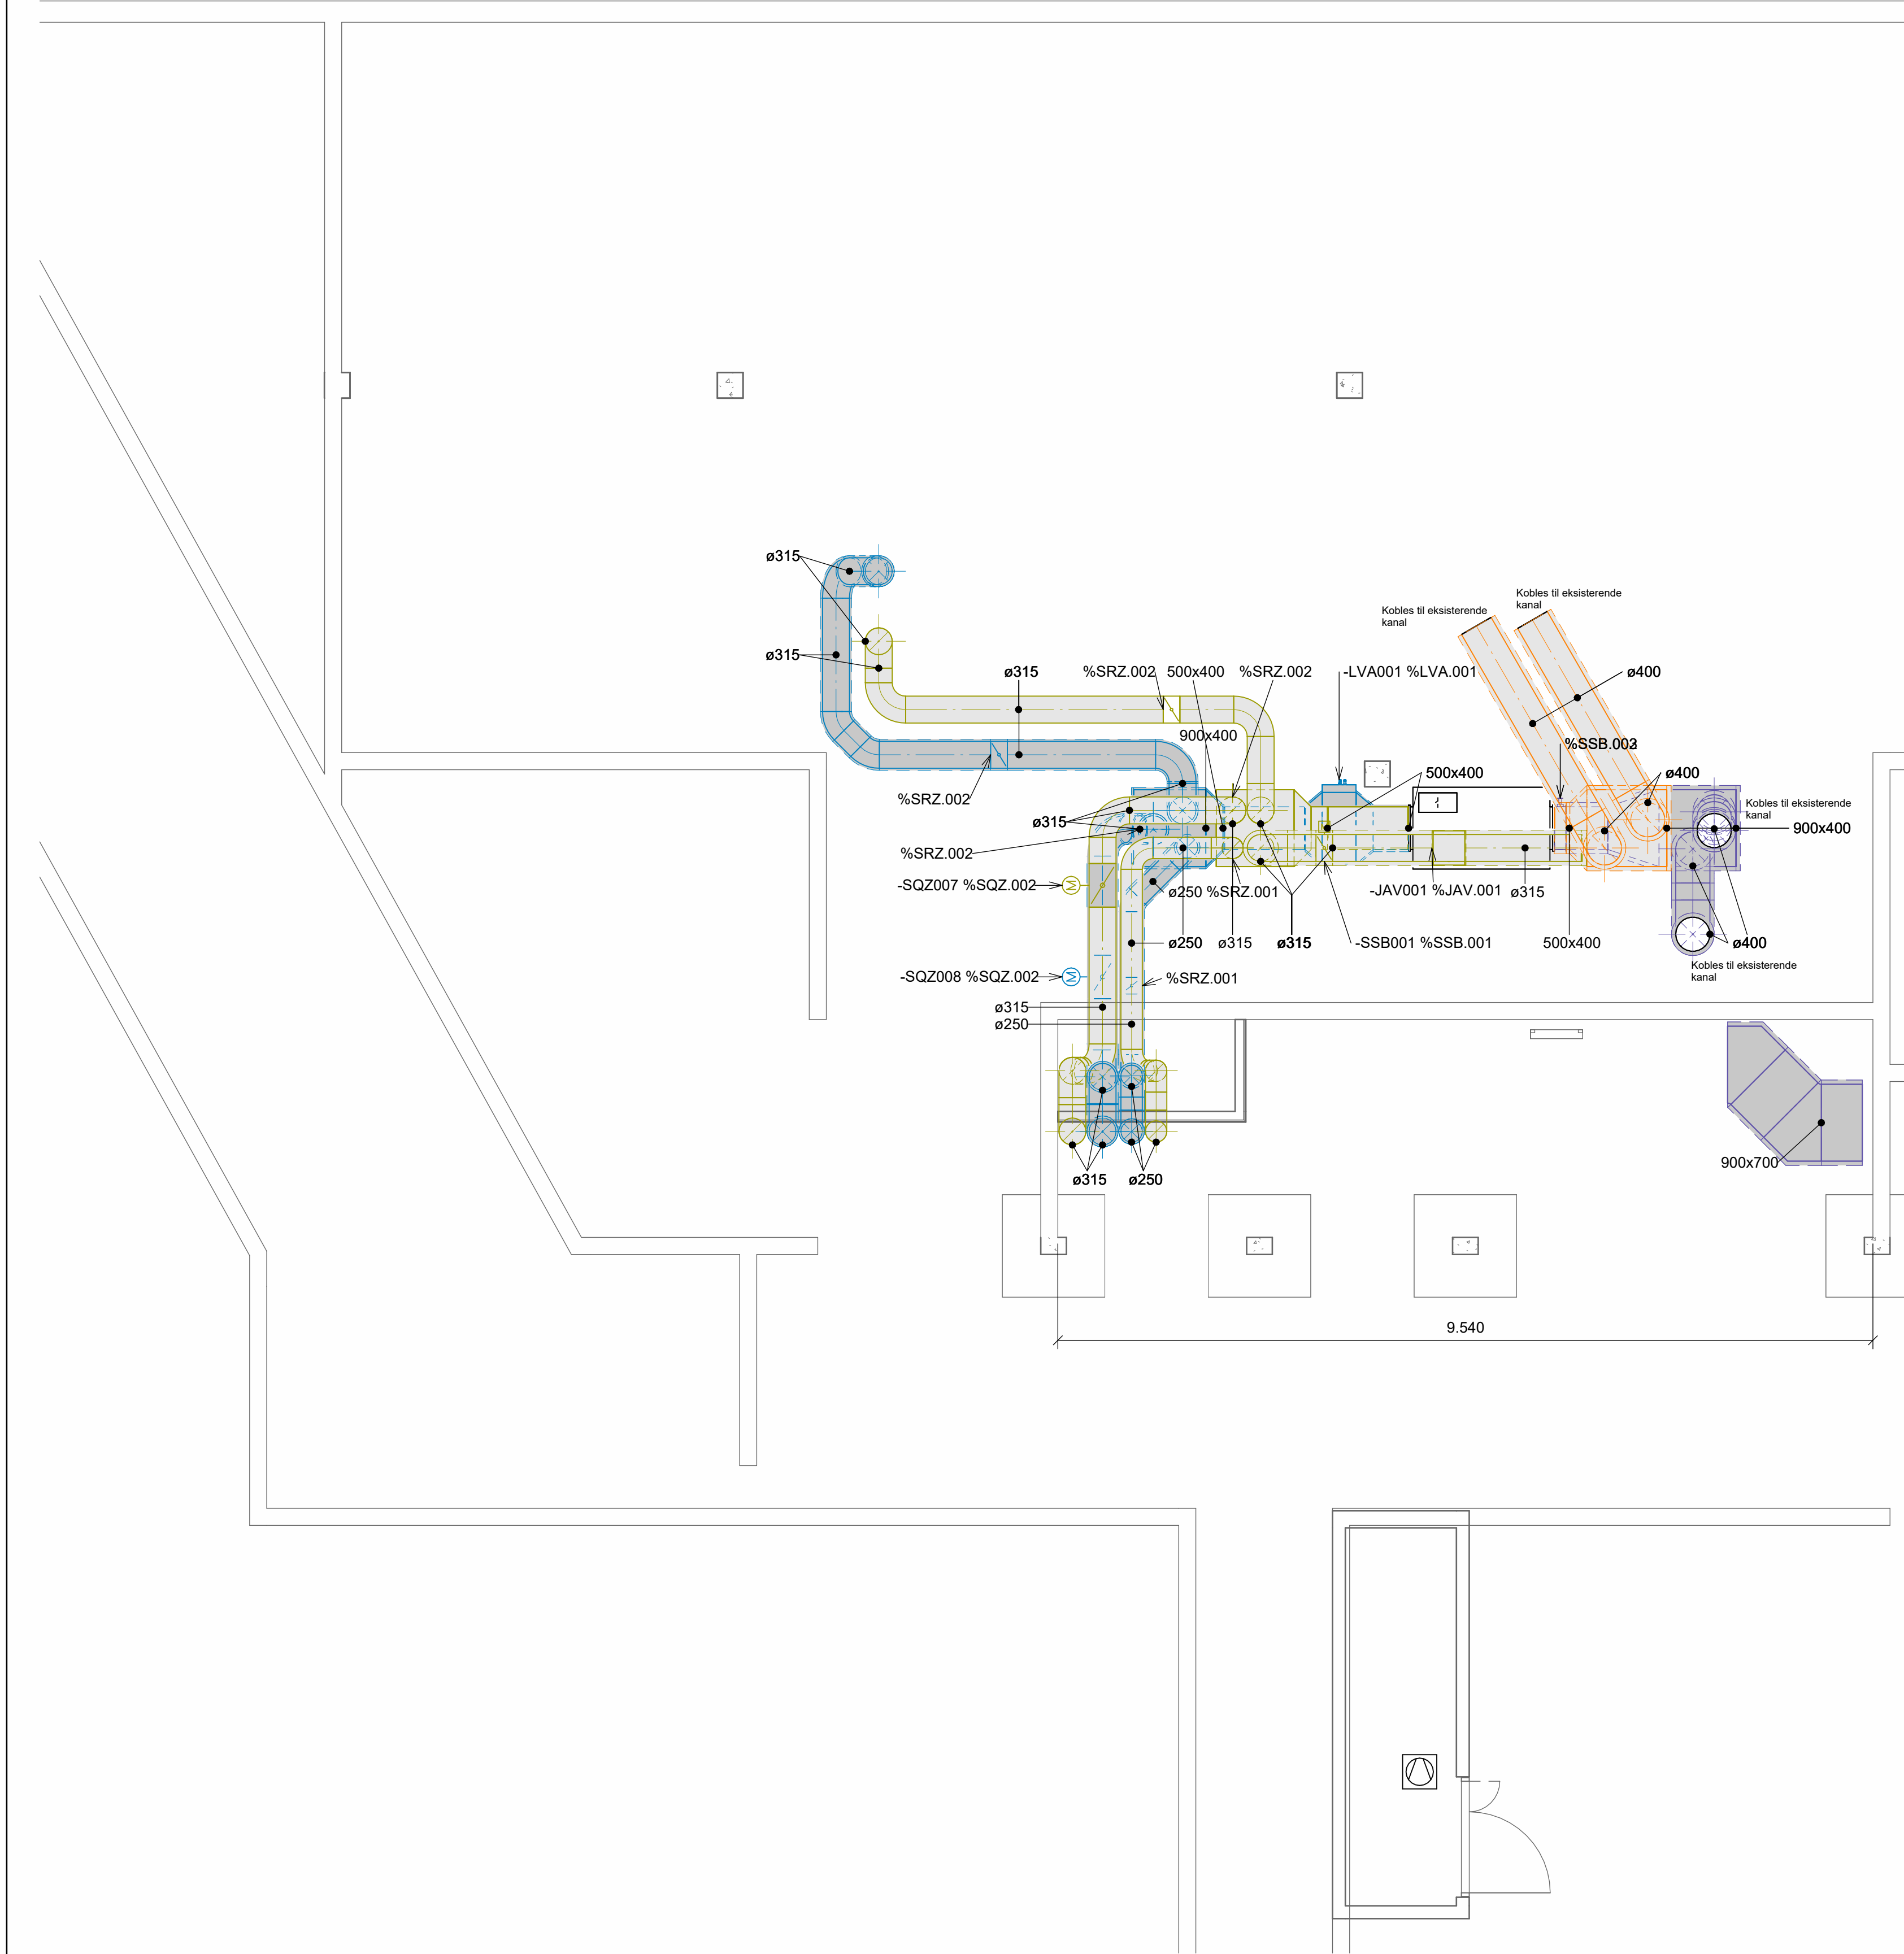 ø315
Kobles til eksisterende
kanal
Kobles til eksisterende
kanal
ø315
ø315
%SRZ.002
500x400
%SRZ.002
-LVA001 %LVA.001
ø400
900x400
%SSB.002
500x400
ø400
%SRZ.002
Kobles til eksisterende
kanal
ø315
900x400
%SRZ.002
-SQZ007 %SQZ.002
M
ø250 %SRZ.001
-JAV001 %JAV.001
ø315
ø250
ø315
ø315
-SSB001 %SSB.001
500x400
ø400
Kobles til eksisterende
kanal
-SQZ008 %SQZ.002
M
%SRZ.001
ø315
ø250
900x700
ø315
ø250
9.540